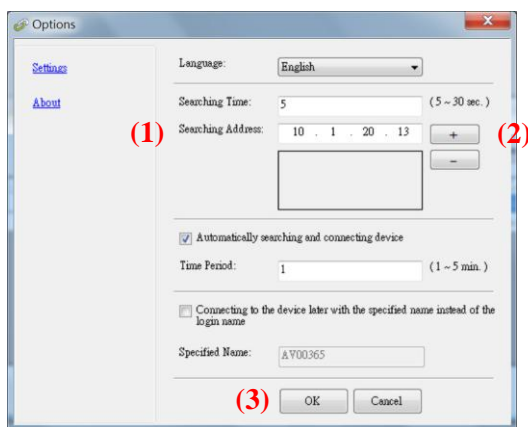 Options
Settings
About
Language: English
Searching Time: 5 ( 5 ~ 30 sec. )
(1) Searching Address: 10 . 1 . 20 . 13 + (2)
–
Automatically searching and connecting device
Time Period: 1 ( 1 ~ 5 min. )
Connecting to the device later with the specified name instead of the
login name
Specified Name: AV00365
(3) OK Cancel